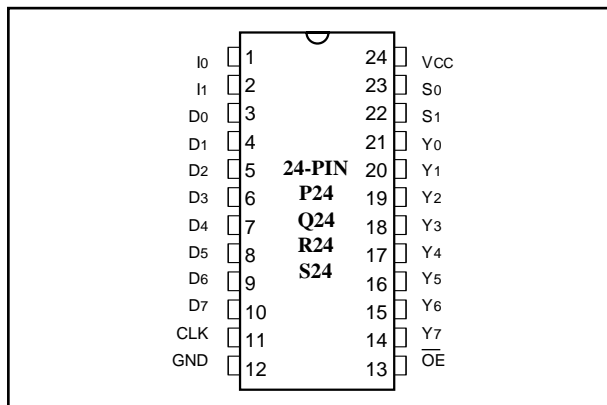 I0 1 24 VCC
I1 2 23 S0
D0 3 22 S1
D1 4 21 Y0
D2 5 24-PIN 20 Y1
D3 6 P24 19 Y2
D4 7 Q24 18 Y3
D5 8 R24 17 Y4
D6 9 S24 16 Y5
D7 10 15 Y6
CLK 11 14 Y7
GND 12 13 O̅E̅